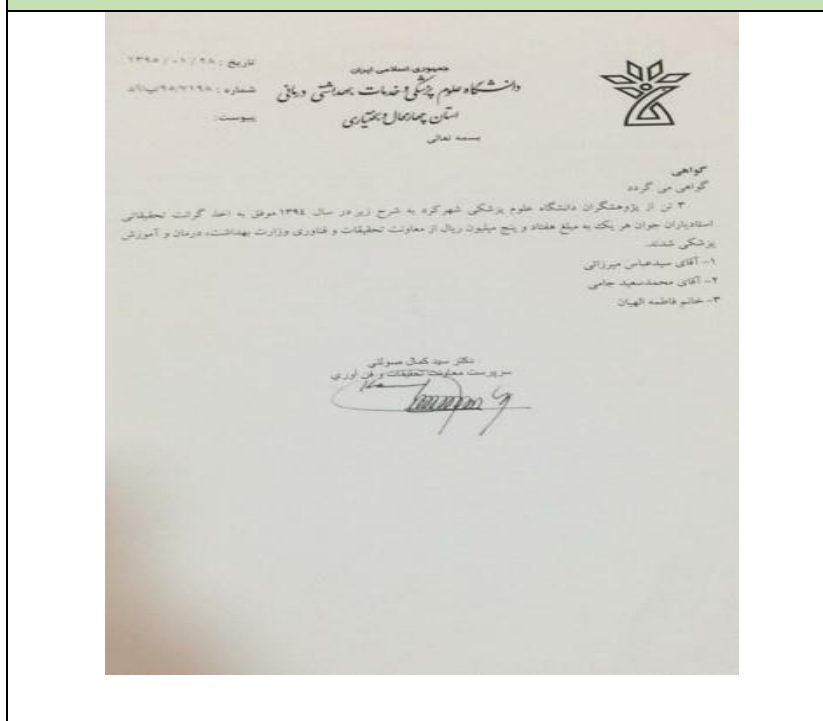 جمهوری اسلامی ایران
دانشگاه علوم پزشکی و خدمات بهداشتی درمانی
استان چهارمحال و بختیاری
بسمه تعالی
تاریخ :
شماره :
پیوست:
گواهی
گواهی می گردد
۳ تن از پژوهشگران دانشگاه علوم پزشکی شهرکرد به شرح زیر در سال ۱۳۹٤ موفق به اخذ گرانت تحقیقاتی
استادیاران جوان هر یک به مبلغ هفتاد و پنج میلیون ریال از معاونت تحقیقات و فناوری وزارت بهداشت، درمان و آموزش
پزشکی شدند.
۱- آقای سیدعباس میرزائی
۲- آقای محمدسعید جامی
۳- خانم فاطمه الهیان
دکتر سید کمال صولتی
سرپرست معاونت تحقیقات و فن آوری